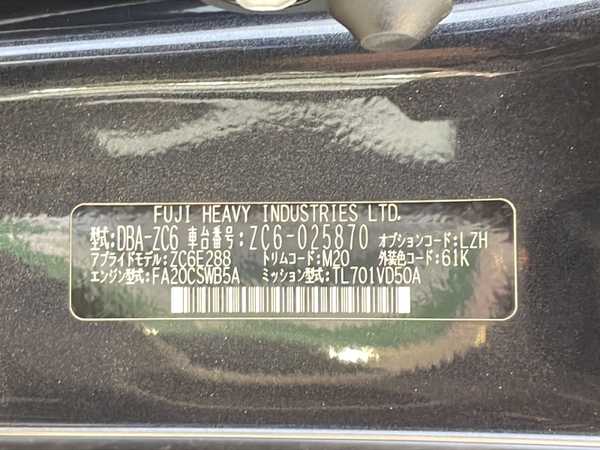 FUJI HEAVY INDUSTRIES LTD.
型式:DBA-ZC6 車台番号:ZC6-025870 オプションコード:LZH
アプライドモデル:ZC6E288 トリムコード:M20 外装色コード:61K
エンジン型式:FA20CSWB5A ミッション型式:TL701VD50A